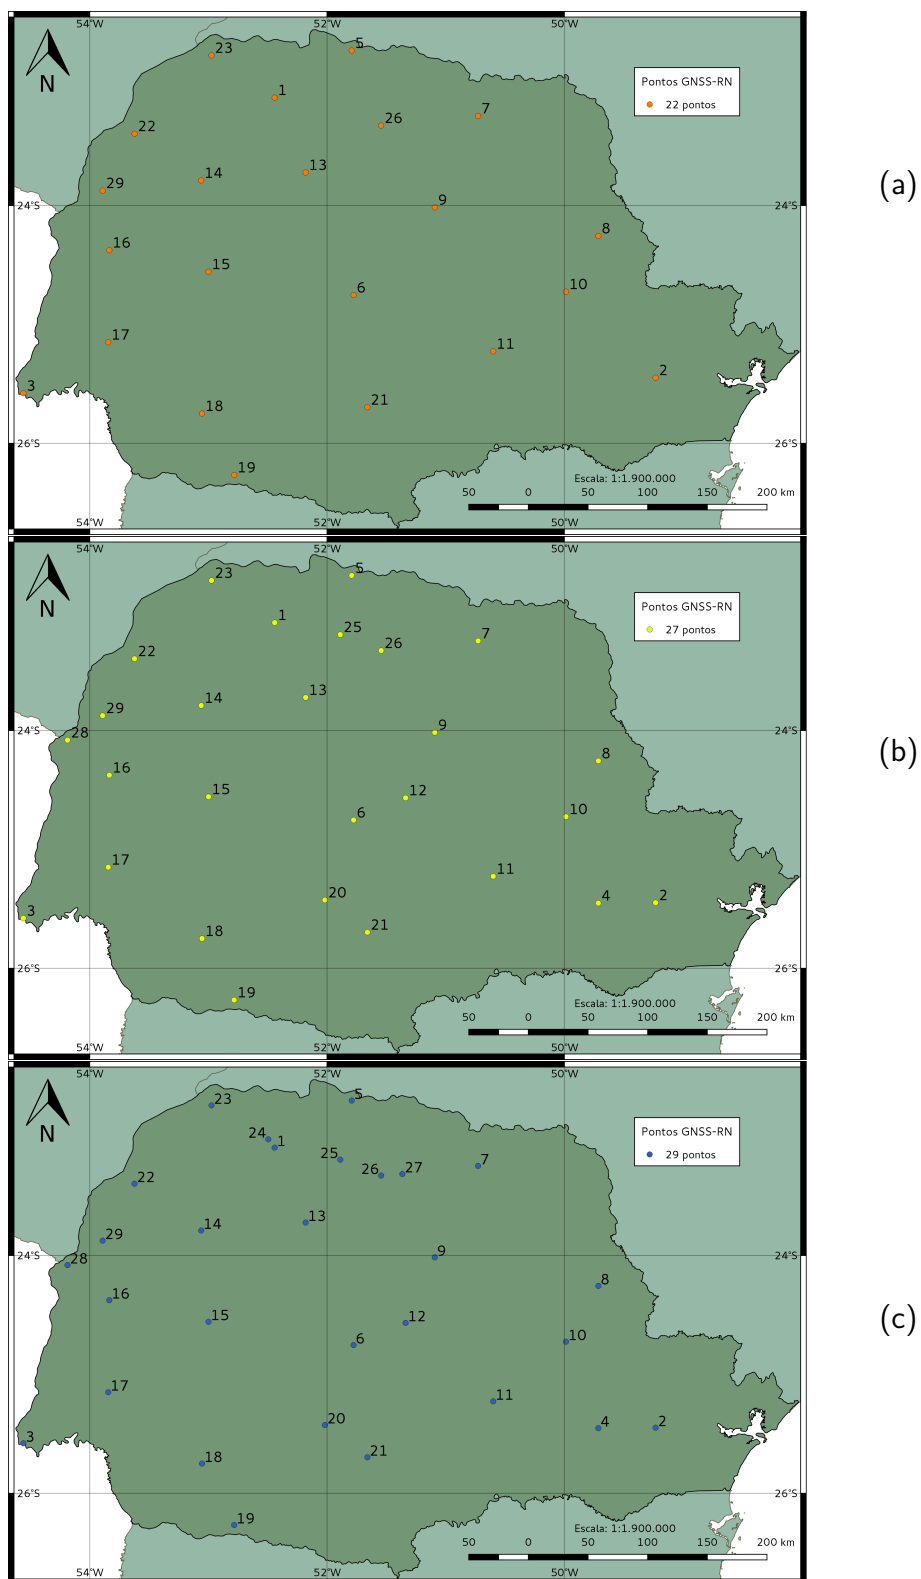 54°W 52°W 50°W
23 5
Pontos GNSS-RN
22 pontos
N
1
7
26
22
13
14
29
24°S 24°S
9
8
16
15
6 10
17
11
3
2
18 21
26°S 26°S
19
Escala: 1:1.900.000
50 0 50 100 150 200 km
54°W 52°W 50°W
(a)
54°W 52°W 50°W
23 5
Pontos GNSS-RN
27 pontos
N
1
25
7
26
22
13
14
29
24°S 24°S
28
9
8
16
15 12
6 10
17
11
20 4 2
3
18 21
26°S 26°S
19
Escala: 1:1.900.000
50 0 50 100 150 200 km
54°W 52°W 50°W
(b)
54°W 52°W 50°W
23 5
Pontos GNSS-RN
29 pontos
N
24
1
25
7
26 27
22
13
14
29
24°S 24°S
28
9
8
16
15 12
6 10
17
11
20 4 2
3
18 21
26°S 26°S
19
Escala: 1:1.900.000
50 0 50 100 150 200 km
54°W 52°W 50°W
(c)